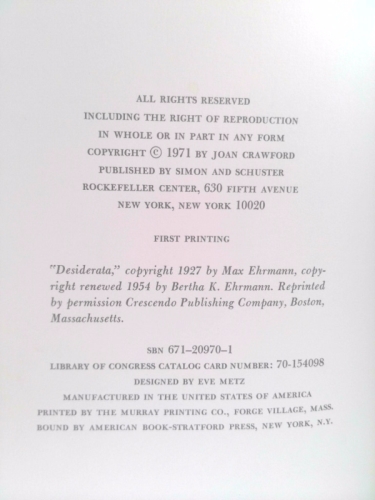 ALL RIGHTS RESERVED
INCLUDING THE RIGHT OF REPRODUCTION
IN WHOLE OR IN PART IN ANY FORM
COPYRIGHT © 1971 BY JOAN CRAWFORD
PUBLISHED BY SIMON AND SCHUSTER
ROCKEFELLER CENTER, 630 FIFTH AVENUE
NEW YORK, NEW YORK 10020
FIRST PRINTING
"Desiderata," copyright 1927 by Max Ehrmann, copy-
right renewed 1954 by Bertha K. Ehrmann. Reprinted
by permission Crescendo Publishing Company, Boston,
Massachusetts.
SBN 671-20970-1
LIBRARY OF CONGRESS CATALOG CARD NUMBER: 70-154098
DESIGNED BY EVE METZ
MANUFACTURED IN THE UNITED STATES OF AMERICA
PRINTED BY THE MURRAY PRINTING CO., FORGE VILLAGE, MASS.
BOUND BY AMERICAN BOOK-STRATFORD PRESS, NEW YORK, N.Y.